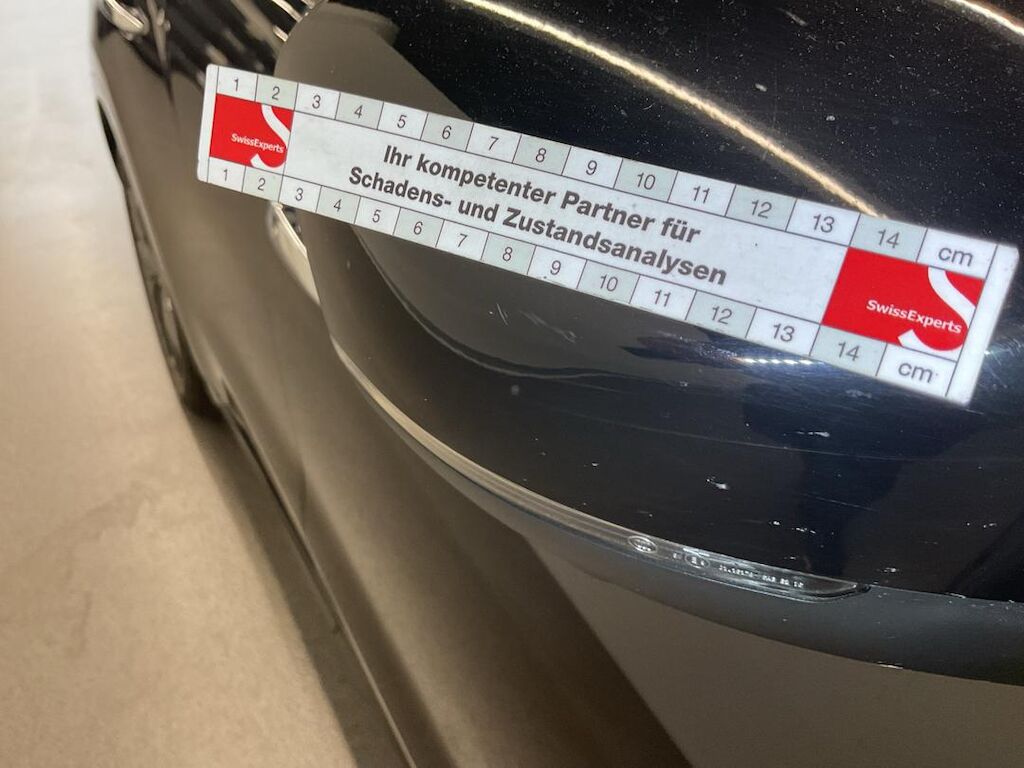 1 2 3 4 5 6 7 8 9 10 11 12 13 14 cm
SwissExperts
Ihr kompetenter Partner für
Schadens- und Zustandsanalysen
SwissExperts
1 2 3 4 5 6 7 8 9 10 11 12 13 14 cm